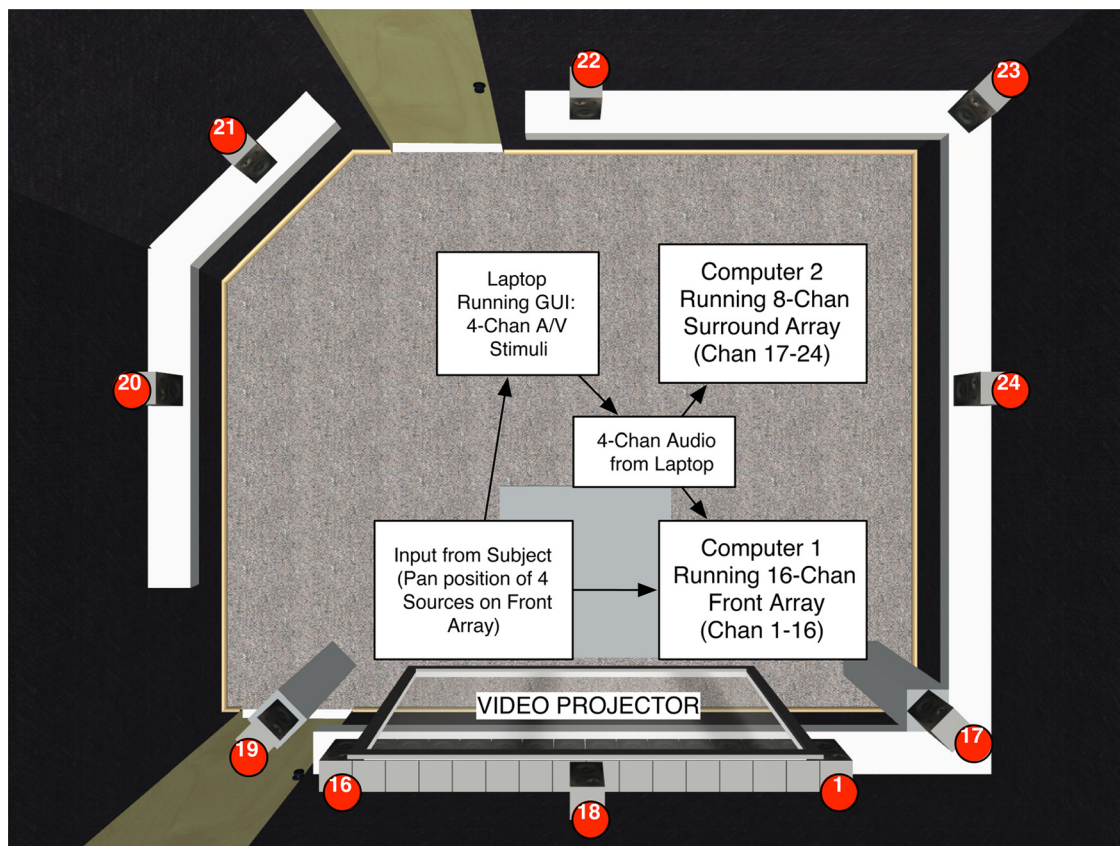 22
23
21
Laptop
Running GUI:
4-Chan A/V
Stimuli
Computer 2
Running 8-Chan
Surround Array
(Chan 17-24)
20
24
4-Chan Audio
from Laptop
Input from Subject
(Pan position of 4
Sources on Front
Array)
Computer 1
Running 16-Chan
Front Array
(Chan 1-16)
VIDEO PROJECTOR
19
17
16
18
1